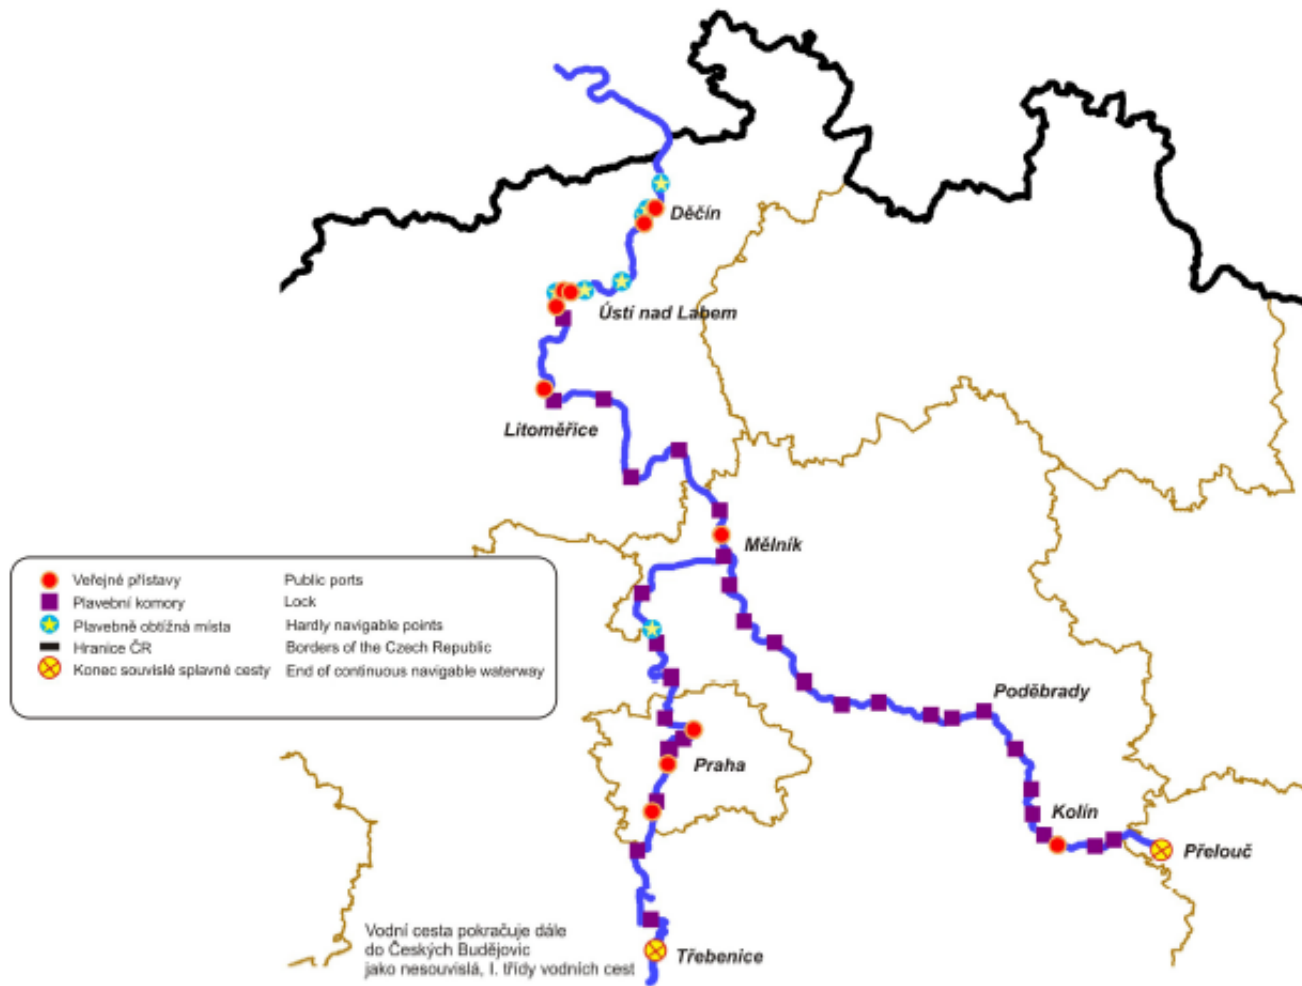 Děčín
Ústí nad Labem
Litoměřice
Mělník
Veřejné přístavy Public ports
Plavební komory Lock
Plavebně obtížná místa Hardly navigable points
Hranice ČR Borders of the Czech Republic
Konec souvislé splavné cesty End of continuous navigable waterway
Poděbrady
Praha
Kolín
Přelouč
Vodní cesta pokračuje dále
do Českých Budějovic
jako nesouvislá, I. třídy vodních cest
Třebenice